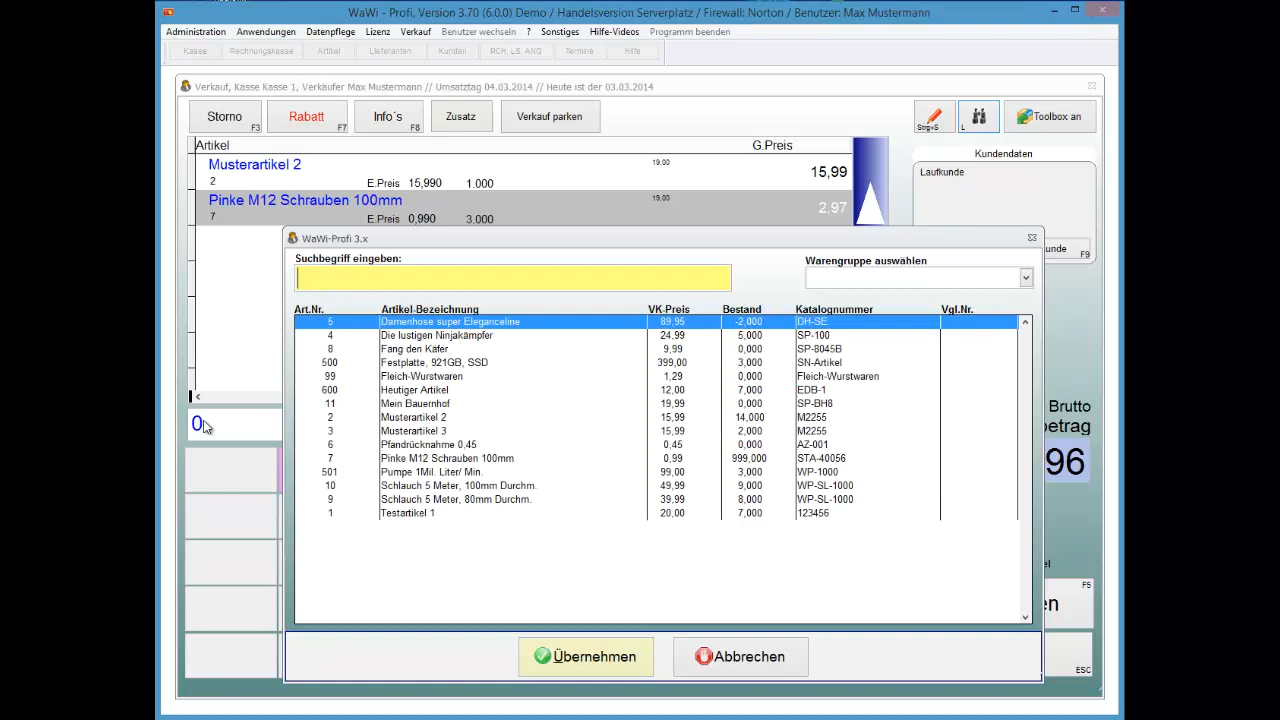 WaWi - Profi, Version 3.70 (6.0.0) Demo / Handelsversion Serverplatz / Firewall: Norton / Benutzer: Max Mustermann
Administration Anwendungen Datenpflege Lizenz Verkauf Benutzer wechseln ? Sonstiges Hilfe-Videos Programm beenden
Kasse Rechnungskasse Artikel Lieferanten Kunden RCH, LS, ANG Termine Hilfe
Verkauf, Kasse Kasse 1, Verkäufer Max Mustermann // Umsatztag 04.03.2014 // Heute ist der 03.03.2014
Storno F3 Rabatt F7 Info´s F8 Zusatz Verkauf parken Strg+S L Toolbox an
Artikel G.Preis Kundendaten
Musterartikel 2 19,00 15,99 Laufkunde
2 E.Preis 15,990 1.000
Pinke M12 Schrauben 100mm 19,00 2,97
7 E.Preis 0,990 3,000
WaWi-Profi 3.x
unde F9
Suchbegriff eingeben: Warengruppe auswählen
Art.Nr. Artikel-Bezeichnung VK-Preis Bestand Katalognummer Vgl.Nr.
5 Damenhose super Eleganceline 89,95 -2,000 DH-SE
4 Die lustigen Ninjakämpfer 24,99 5,000 SP-100
8 Fang den Käfer 9,99 0,000 SP-8045B
500 Festplatte, 921GB, SSD 399,00 3,000 SN-Artikel
99 Fleich-Wurstwaren 1,29 0,000 Fleich-Wurstwaren
600 Heutiger Artikel 12,00 7,000 EDB-1
11 Mein Bauernhof 19,99 0,000 SP-BH8
2 Musterartikel 2 15,99 14,000 M2255
3 Musterartikel 3 15,99 2,000 M2255
6 Pfandrücknahme 0,45 0,45 0,000 AZ-001
7 Pinke M12 Schrauben 100mm 0,99 999,000 STA-40056
501 Pumpe 1Mil. Liter/ Min. 99,00 3,000 WP-1000
10 Schlauch 5 Meter, 100mm Durchm. 49,99 9,000 WP-SL-1000
9 Schlauch 5 Meter, 80mm Durchm. 39,99 8,000 WP-SL-1000
1 Testartikel 1 20,00 7,000 123456
0
Brutto
etrag
96
el
F5
en
Übernehmen Abbrechen
ESC